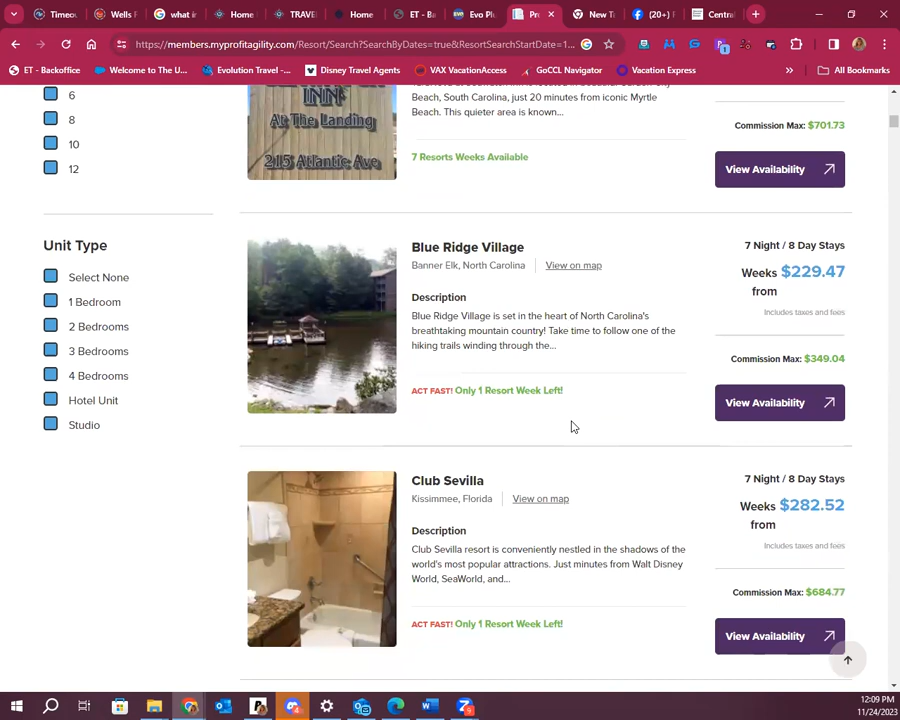 Timeou
Wells F
what in
Home
TRAVE
Home
ET - Ba
Evo Plu
Pro
New T
(20+) F
Central
https://members.myprofitagility.com/Resort/Search?SearchByDates=true&ResortSearchStartDate=1...
ET - Backoffice
Welcome to The U...
Evolution Travel -...
Disney Travel Agents
VAX VacationAccess
GoCCL Navigator
Vacation Express
»
All Bookmarks
6
8
10
12
Unit Type
Select None
1 Bedroom
2 Bedrooms
3 Bedrooms
4 Bedrooms
Hotel Unit
Studio
INN
At The Landing
215 Atlantic Ave
Beach, South Carolina, just 20 minutes from iconic Myrtle
Beach. This quieter area is known...
7 Resorts Weeks Available
Commission Max: $701.73
View Availability
Blue Ridge Village
Banner Elk, North Carolina
View on map
Description
Blue Ridge Village is set in the heart of North Carolina's
breathtaking mountain country! Take time to follow one of the
hiking trails winding through the...
ACT FAST! Only 1 Resort Week Left!
7 Night / 8 Day Stays
Weeks $229.47
from
Includes taxes and fees
Commission Max: $349.04
View Availability
Club Sevilla
Kissimmee, Florida
View on map
Description
Club Sevilla resort is conveniently nestled in the shadows of the
world's most popular attractions. Just minutes from Walt Disney
World, SeaWorld, and...
ACT FAST! Only 1 Resort Week Left!
7 Night / 8 Day Stays
Weeks $282.52
from
Includes taxes and fees
Commission Max: $684.77
View Availability
12:09 PM
11/24/2023